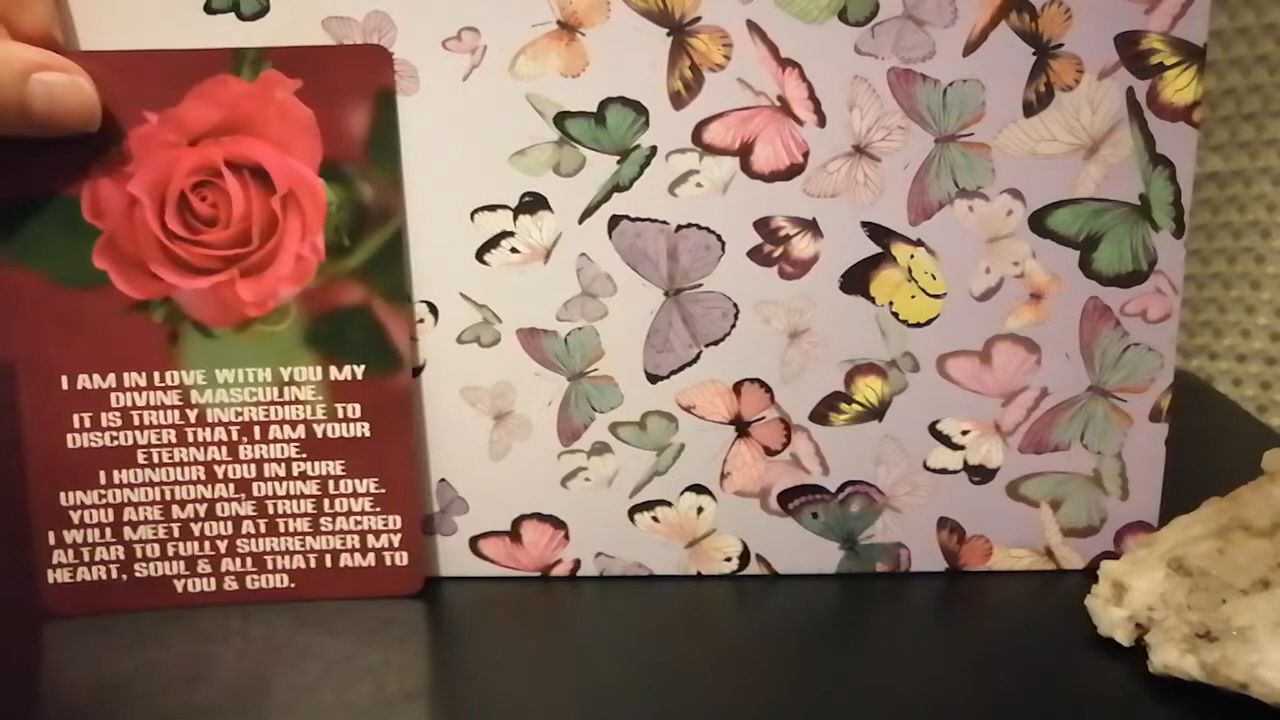 I AM IN LOVE WITH YOU MY
DIVINE MASCULINE.
IT IS TRULY INCREDIBLE TO
DISCOVER THAT, I AM YOUR
ETERNAL BRIDE.
I HONOUR YOU IN PURE
UNCONDITIONAL, DIVINE LOVE.
YOU ARE MY ONE TRUE LOVE.
I WILL MEET YOU AT THE SACRED
ALTAR TO FULLY SURRENDER MY
HEART, SOUL & ALL THAT I AM TO
YOU & GOD.